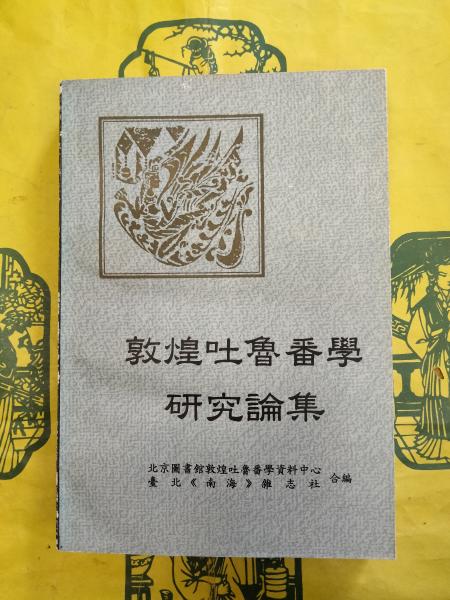 敦煌吐魯番學
研究論集
北京圖書館敦煌吐魯番學資料中心
臺北《南海》雜志社
合編